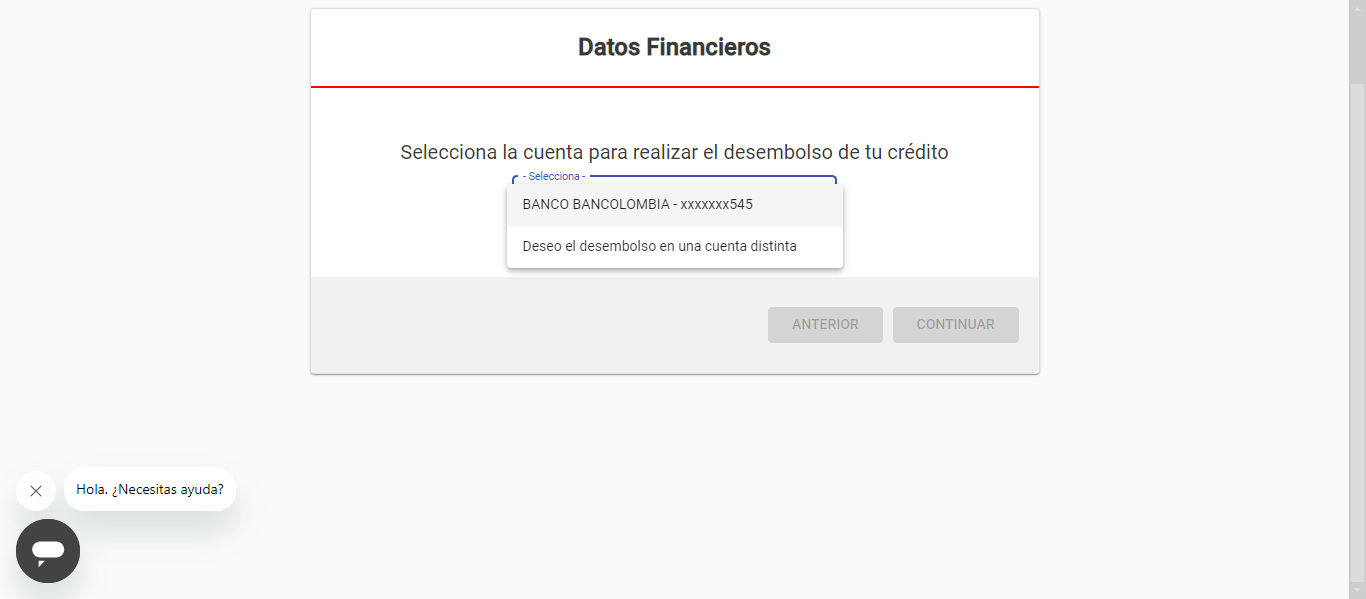 Datos Financieros
Selecciona la cuenta para realizar el desembolso de tu crédito
- Selecciona -
BANCO BANCOLOMBIA - xxxxxxx545
Deseo el desembolso en una cuenta distinta
ANTERIOR
CONTINUAR
Hola. ¿Necesitas ayuda?